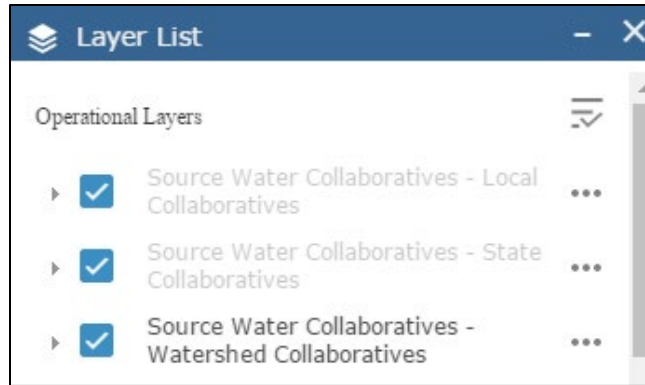 Layer List
Operational Layers
Source Water Collaboratives - Local
Collaboratives
Source Water Collaboratives - State
Collaboratives
Source Water Collaboratives -
Watershed Collaboratives